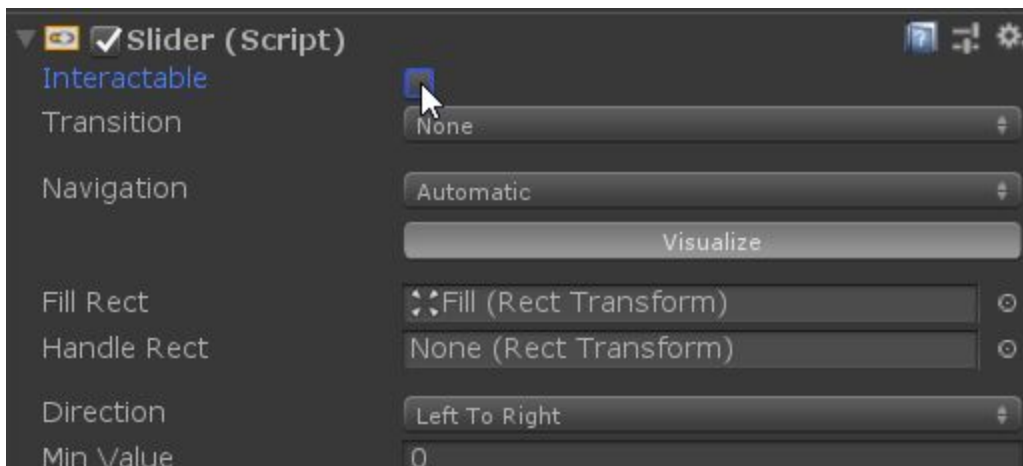 Slider (Script)
Interactable
Transition None
Navigation Automatic
Visualize
Fill Rect Fill (Rect Transform)
Handle Rect None (Rect Transform)
Direction Left To Right
Min Value 0